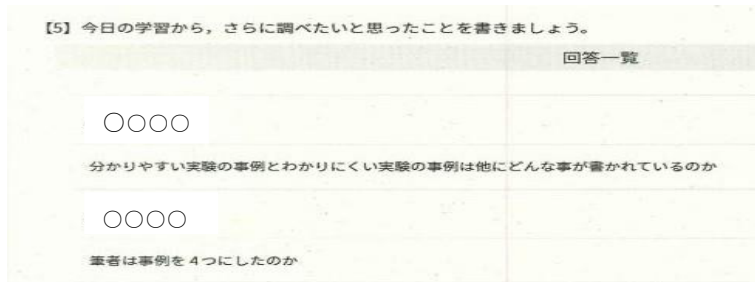 【5】今日の学習から，さらに調べたいと思ったことを書きましょう。
回答一覧
〇〇〇〇
分かりやすい実験の事例とわかりにくい実験の事例は他にどんな事が書かれているのか
〇〇〇〇
筆者は事例を4つにしたのか